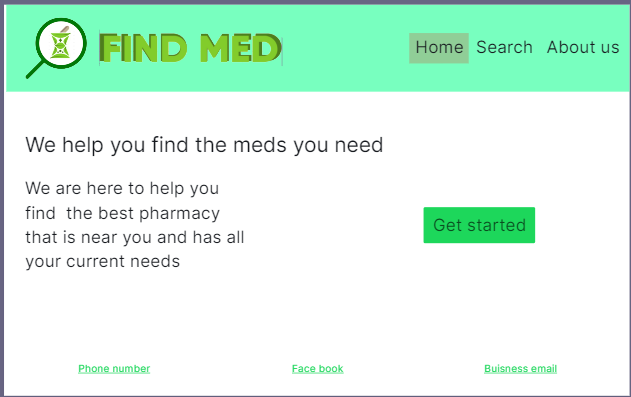 FIND MED
Home Search About us
We help you find the meds you need
We are here to help you
find  the best pharmacy
that is near you and has all
your current needs
Get started
Phone number Face book Buisness email